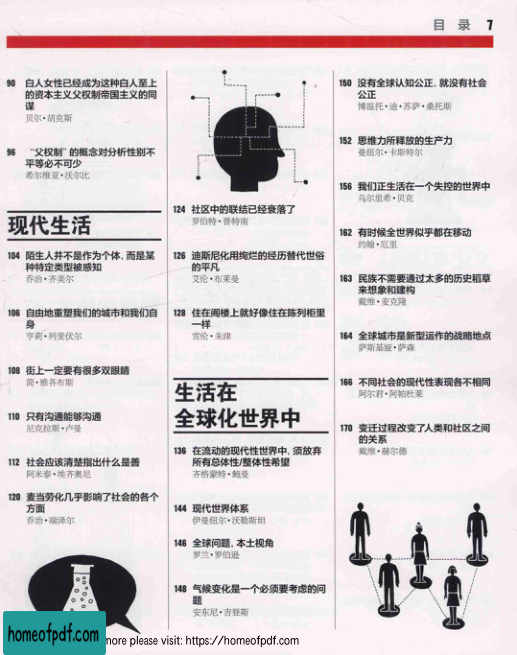 目 录 7
90 白人女性已经成为这种白人至上
的资本主义父权制帝国主义的同
谋
贝尔·胡克斯
96 “父权制”的概念对分析性别不
平等必不可少
希尔维亚·沃尔比
现代生活
104 陌生人并不是作为个体，而是某
种特定类型被感知
乔治·齐美尔
106 自由地重塑我们的城市和我们自
身
亨莉·列斐伏尔
108 街上一定要有很多双眼睛
简·雅各布斯
110 只有沟通能够沟通
尼克拉斯·卢曼
112 社会应该清楚指出什么是善
阿米泰·埃齐奥尼
120 麦当劳化几乎影响了社会的各个
方面
乔治·瑞泽尔
124 社区中的联结已经衰落了
罗伯特·普特南
126 迪斯尼化用绚烂的经历替代世俗
的平凡
艾伦·布莱曼
128 住在阁楼上就好像住在陈列柜里
一样
雪伦·朱津
生活在
全球化世界中
136 在流动的现代性世界中，须放弃
所有总体性/整体性希望
齐格蒙特·鲍曼
144 现代世界体系
伊曼纽尔·沃勒斯坦
146 全球问题，本土视角
罗兰·罗伯逊
148 气候变化是一个必须要考虑的问
题
安东尼·吉登斯
150 没有全球认知公正，就没有社会
公正
博温托·迪·苏萨·桑托斯
152 思维力所释放的生产力
曼纽尔·卡斯特尔
156 我们正生活在一个失控的世界中
乌尔里希·贝克
162 有时候全世界似乎都在移动
约翰·厄里
163 民族不需要通过太多的历史稻草
来想象和建构
戴维·麦克隆
164 全球城市是新型运作的战略地点
萨斯基娅·萨森
166 不同社会的现代性表现各不相同
阿尔君·阿帕杜莱
170 变迁过程改变了人类和社区之间
的关系
戴维·赫尔德
homeofpdf.com
more please visit: https://homeofpdf.com